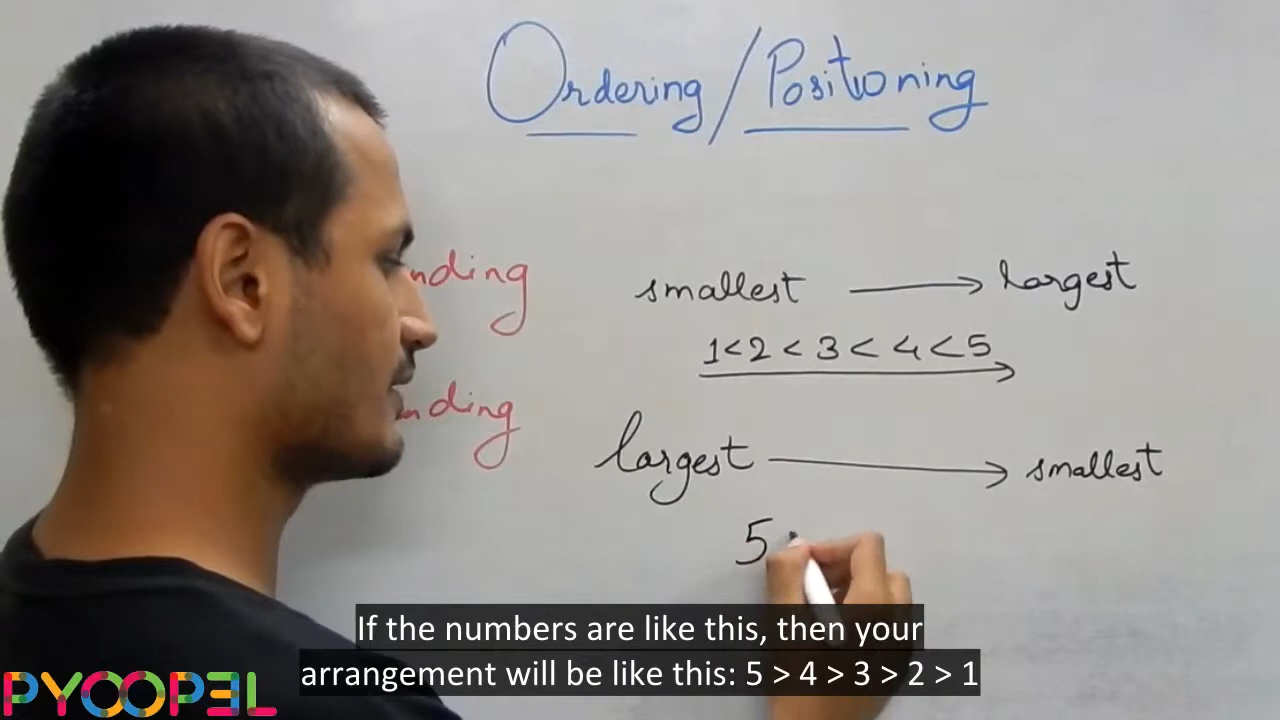 Ordering/Positioning
nding
smallest → largest
1<2<3<4<5
nding
largest → smallest
5
If the numbers are like this, then your
arrangement will be like this: 5 > 4 > 3 > 2 > 1
PYOOPEL